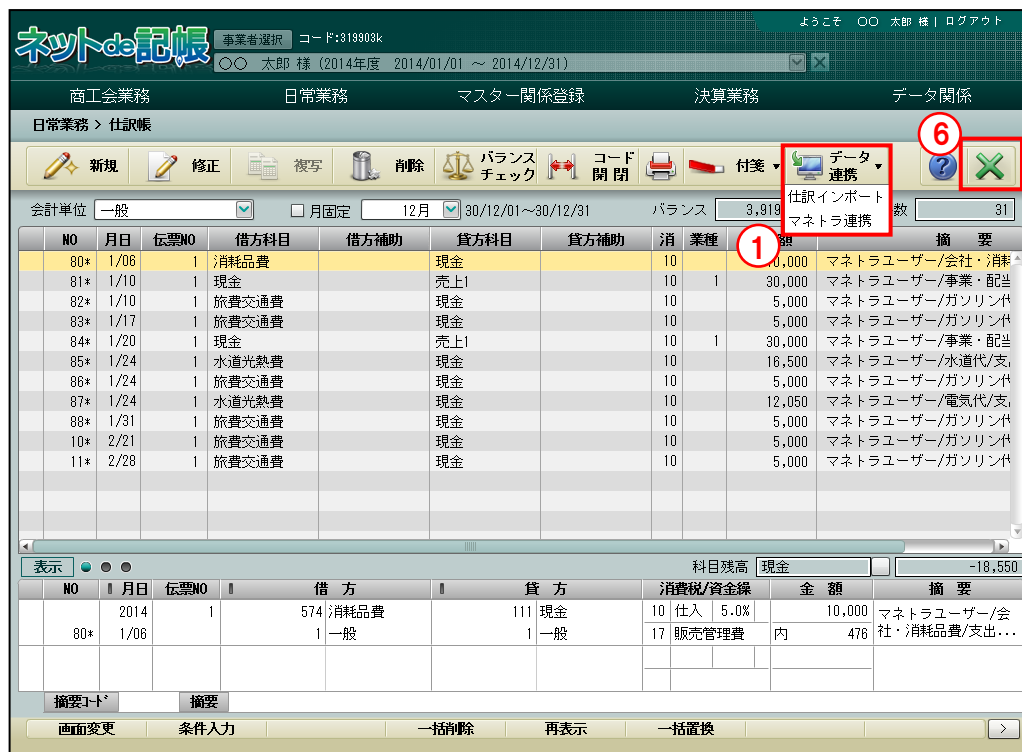 ようこそ 〇〇 太郎 様 | ログアウト
ネットde記帳 事業者選択 コード:319903k
〇〇 太郎 様 (2014年度 2014/01/01 ～ 2014/12/31)
商工会業務 日常業務 マスター関係登録 決算業務 データ関係
日常業務 > 仕訳帳
⑥
新規 修正 複写 削除 バランスチェック コード開閉 付箋 データ連携 ?
仕訳インポート
マネトラ連携
①
会計単位 一般 月固定 12月 30/12/01～30/12/31 バランス 3,919 数 31
NO 月日 伝票NO 借方科目 借方補助 貸方科目 貸方補助 消 業種 額 摘 要
80* 1/06 1 消耗品費 現金 10 0,000 マネトラユーザー/会社・消耗
81* 1/10 1 現金 売上1 10 1 30,000 マネトラユーザー/事業・配当
82* 1/10 1 旅費交通費 現金 10 5,000 マネトラユーザー/ガソリン代
83* 1/17 1 旅費交通費 現金 10 5,000 マネトラユーザー/ガソリン代
84* 1/20 1 現金 売上1 10 1 30,000 マネトラユーザー/事業・配当
85* 1/24 1 水道光熱費 現金 10 16,500 マネトラユーザー/水道代/支
86* 1/24 1 旅費交通費 現金 10 5,000 マネトラユーザー/ガソリン代
87* 1/24 1 水道光熱費 現金 10 12,050 マネトラユーザー/電気代/支
88* 1/31 1 旅費交通費 現金 10 5,000 マネトラユーザー/ガソリン代
10* 2/21 1 旅費交通費 現金 10 5,000 マネトラユーザー/ガソリン代
11* 2/28 1 旅費交通費 現金 10 5,000 マネトラユーザー/ガソリン代
表示 科目残高 現金 -18,550
NO 月日 伝票NO 借 方 貸 方 消費税/資金繰 金 額 摘 要
2014 1 574 消耗品費 111 現金 10 仕入 5.0% 10,000 マネトラユーザー/会
80* 1/06 1 一般 1 一般 17 販売管理費 内 476 社・消耗品費/支出...
摘要コード 摘要
画面変更 条件入力 一括削除 再表示 一括置換 >